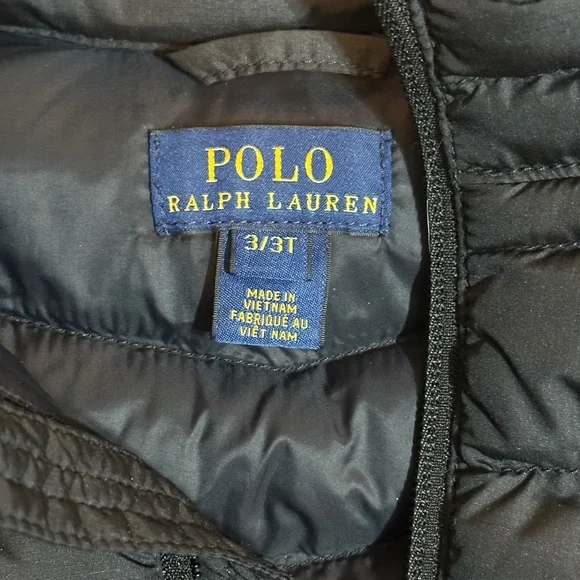 POLO
RALPH LAUREN
3/3T
MADE IN
VIETNAM
FABRIQUÉ AU
VIÊT NAM